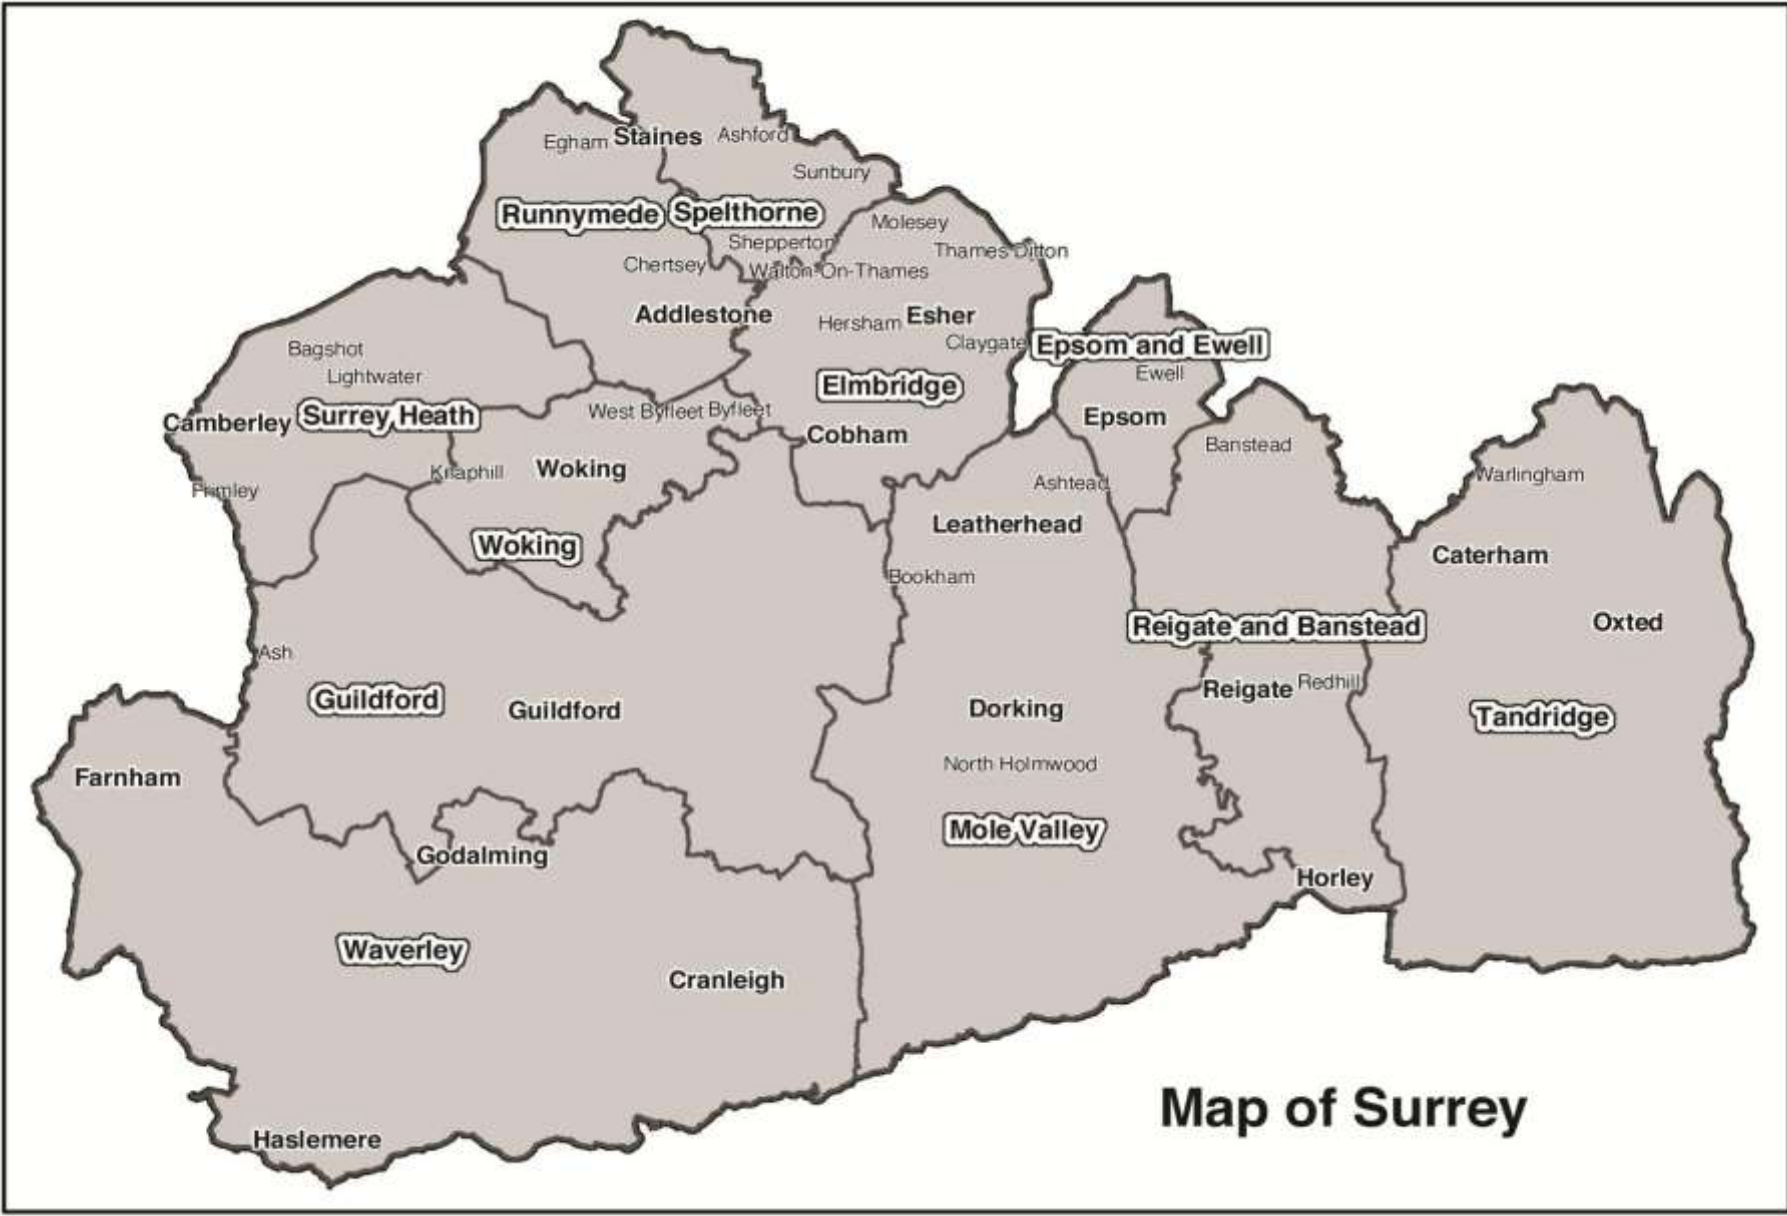 Egham
Staines
Ashford
Sunbury
Runnymede
Spelthorne
Molesey
Shepperton
Thames Ditton
Chertsey
Walton-On-Thames
Addlestone
Hersham
Esher
Claygate
Epsom and Ewell
Bagshot
Ewell
Lightwater
Elmbridge
Camberley
Surrey Heath
West Byfleet
Byfleet
Epsom
Cobham
Banstead
Knaphill
Woking
Ashtead
Warlingham
Frimley
Leatherhead
Woking
Caterham
Bookham
Reigate and Banstead
Oxted
Ash
Guildford
Guildford
Dorking
Reigate
Redhill
Tandridge
Farnham
North Holmwood
Mole Valley
Godalming
Horley
Waverley
Cranleigh
Map of Surrey
Haslemere